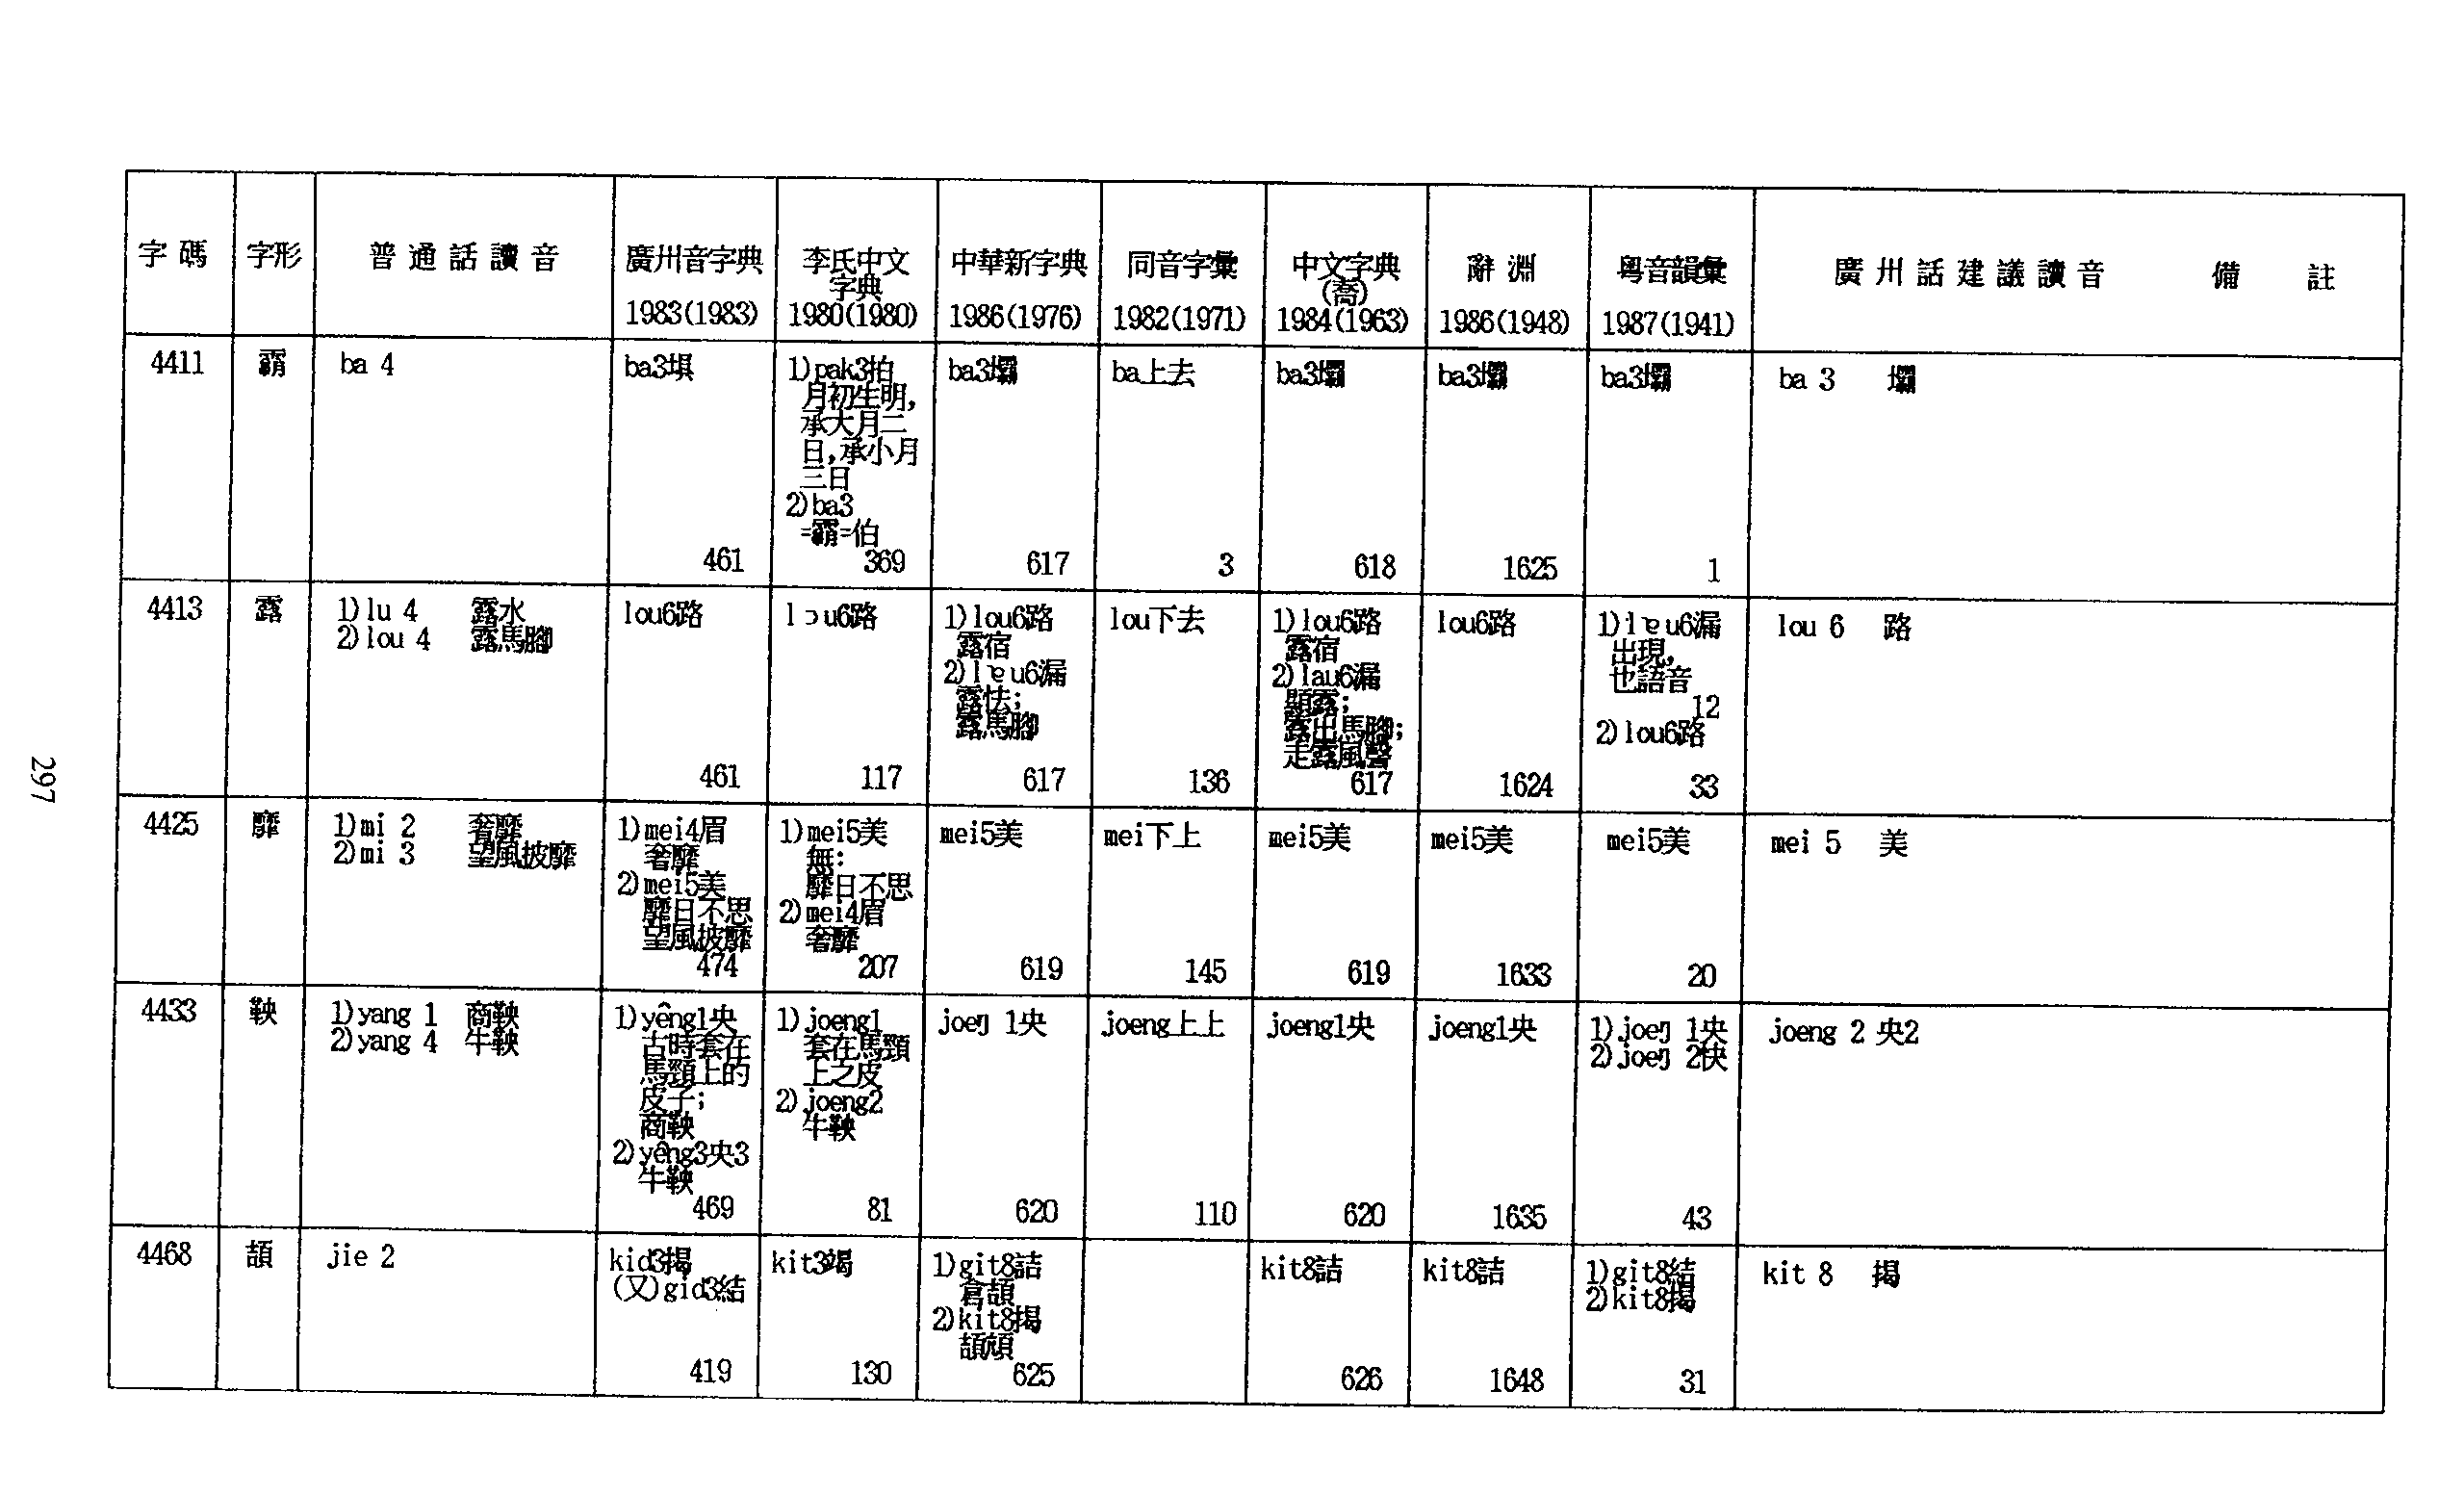 字碼 字形 普通話讀音 廣州音字典 1983(1983) 李氏中文字典 1980(1980) 中華新字典 1986(1976) 同音字彙 1982(1971) 中文字典(喬) 1984(1963) 辭淵 1986(1948) 粵音韻彙 1987(1941) 廣州話建議讀音 備註
4411
霸
ba 4
ba3埧
461
1)pak3拍
月初生明,
承大月二
日,承小月
三日
2)ba3
=霸=伯
369
ba3壩
617
ba上去
3
ba3壩
618
ba3壩
1625
ba3壩
1
ba 3 壩
4413
露
1)lu 4 露水
2)lou 4 露馬腳
lou6路
461
lɔu6路
117
1)lou6路
露宿
2)lɐu6漏
露怯;
露馬腳
617
lou下去
136
1)lou6路
露宿
2)lau6漏
顯露;
露出馬腳;
走露風聲
617
lou6路
1624
1)lɐu6漏
出現,
也語音
12
2)lou6路
33
lou 6 路
4425
靡
1)mi 2 奢靡
2)mi 3 望風披靡
1)mei4眉
奢靡
2)mei5美
靡日不思
望風披靡
474
1)mei5美
無:
靡日不思
2)mei4眉
奢靡
207
mei5美
619
mei下上
145
mei5美
619
mei5美
1633
mei5美
20
mei 5 美
4433
鞅
1)yang 1 商鞅
2)yang 4 牛鞅
1)yêng1央
古時套在
馬頸上的
皮子;
商鞅
2)yêng3央3
牛鞅
469
1)joeng1
套在馬頸
上之皮
2)joeng2
牛鞅
81
joeŋ 1央
620
joeng上上
110
joeng1央
620
joeng1央
1635
1)joeŋ 1央
2)joeŋ 2怏
43
joeng 2 央2
4468
頡
jie 2
kid3揭
(又)gid3結
419
kit3竭
130
1)git8詰
倉頡
2)kit8揭
頡頏
625
kit8詰
626
kit8詰
1648
1)git8結
2)kit8揭
31
kit 8 揭
297